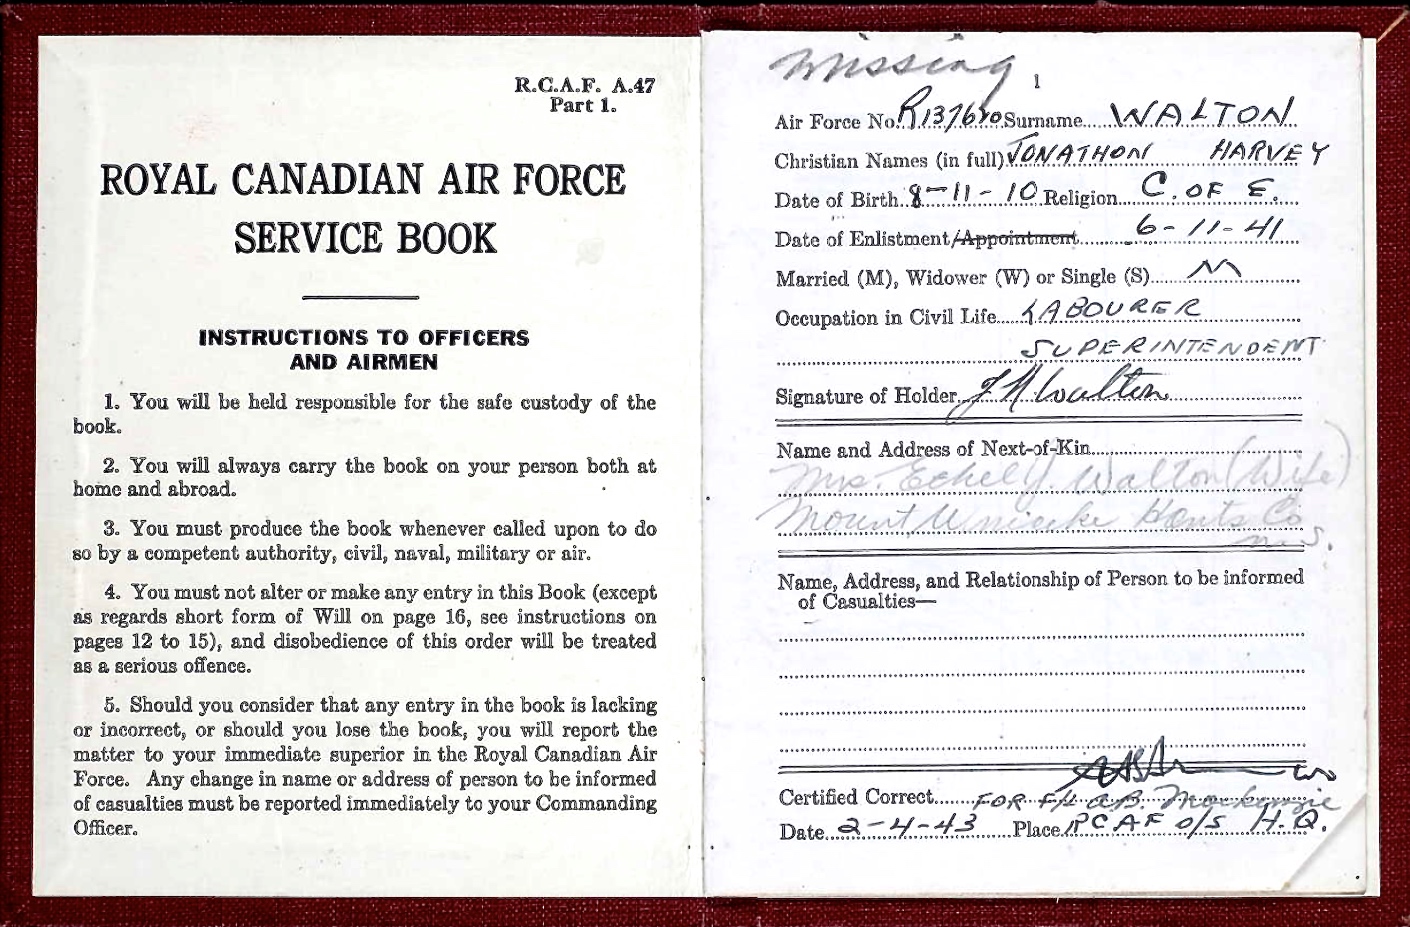 R.C.A.F. A.47
Part 1.
ROYAL CANADIAN AIR FORCE
SERVICE BOOK
INSTRUCTIONS TO OFFICERS
AND AIRMEN
1. You will be held responsible for the safe custody of the
book.
2. You will always carry the book on your person both at
home and abroad.
3. You must produce the book whenever called upon to do
so by a competent authority, civil, naval, military or air.
4. You must not alter or make any entry in this Book (except
as regards short form of Will on page 16, see instructions on
pages 12 to 15), and disobedience of this order will be treated
as a serious offence.
5. Should you consider that any entry in the book is lacking
or incorrect, or should you lose the book, you will report the
matter to your immediate superior in the Royal Canadian Air
Force. Any change in name or address of person to be informed
of casualties must be reported immediately to your Commanding
Officer.
Missing
1
Air Force No. Surname WALTON
Christian Names (in full) JONATHON HARVEY
Date of Birth 8-11-10 Religion C. OF E.
Date of Enlistment/Appointment 6-11-41
Married (M), Widower (W) or Single (S) M
Occupation in Civil Life LABOURER
SUPERINTENDENT
Signature of Holder J H Walton
Name and Address of Next-of-Kin
Mrs. Ethel J. Walton (Wife)
Mount Uniacke Hants Co
N.S.
Name, Address, and Relationship of Person to be informed
of Casualties—
Certified Correct FOR F/L A.B. Mackenzie
Date 2-4-43 Place RCAF O/S H.Q.